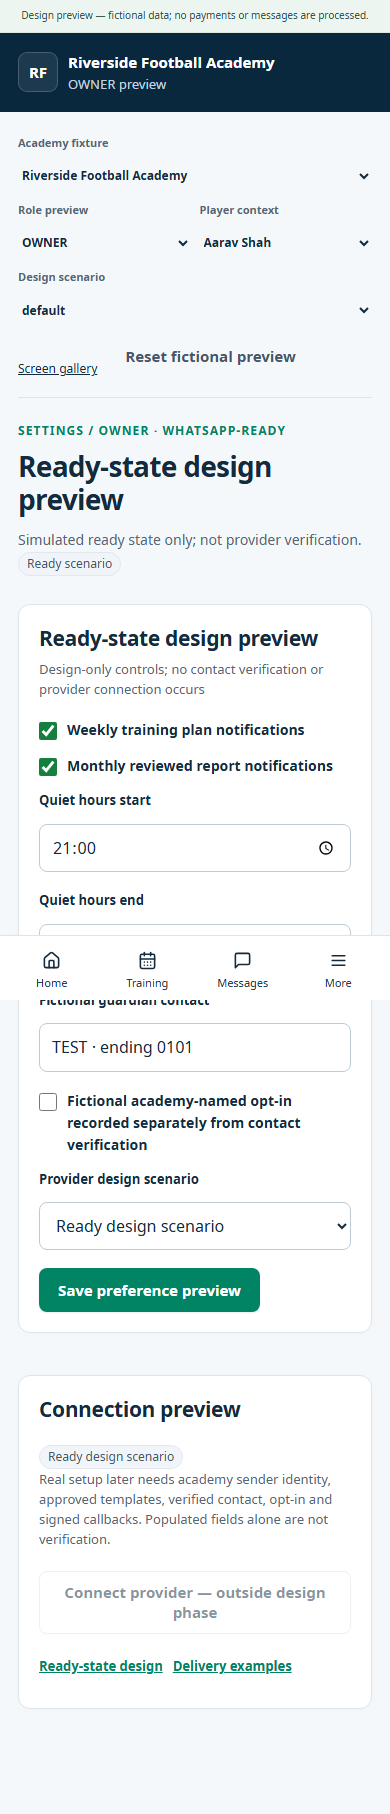 Design preview — fictional data; no payments or messages are processed.
RF
Riverside Football Academy
OWNER preview
Academy fixture
Riverside Football Academy
Role preview
Player context
OWNER
Aarav Shah
Design scenario
default
Screen gallery
Reset fictional preview
SETTINGS / OWNER · WHATSAPP-READY
Ready-state design
preview
Simulated ready state only; not provider verification.
Ready scenario
Ready-state design preview
Design-only controls; no contact verification or
provider connection occurs
Weekly training plan notifications
Monthly reviewed report notifications
Quiet hours start
21:00
Quiet hours end
Home
Training
Messages
More
Fictional guardian contact
TEST · ending 0101
Fictional academy-named opt-in
recorded separately from contact
verification
Provider design scenario
Ready design scenario
Save preference preview
Connection preview
Ready design scenario
Real setup later needs academy sender identity,
approved templates, verified contact, opt-in and
signed callbacks. Populated fields alone are not
verification.
Connect provider — outside design
phase
Ready-state design
Delivery examples